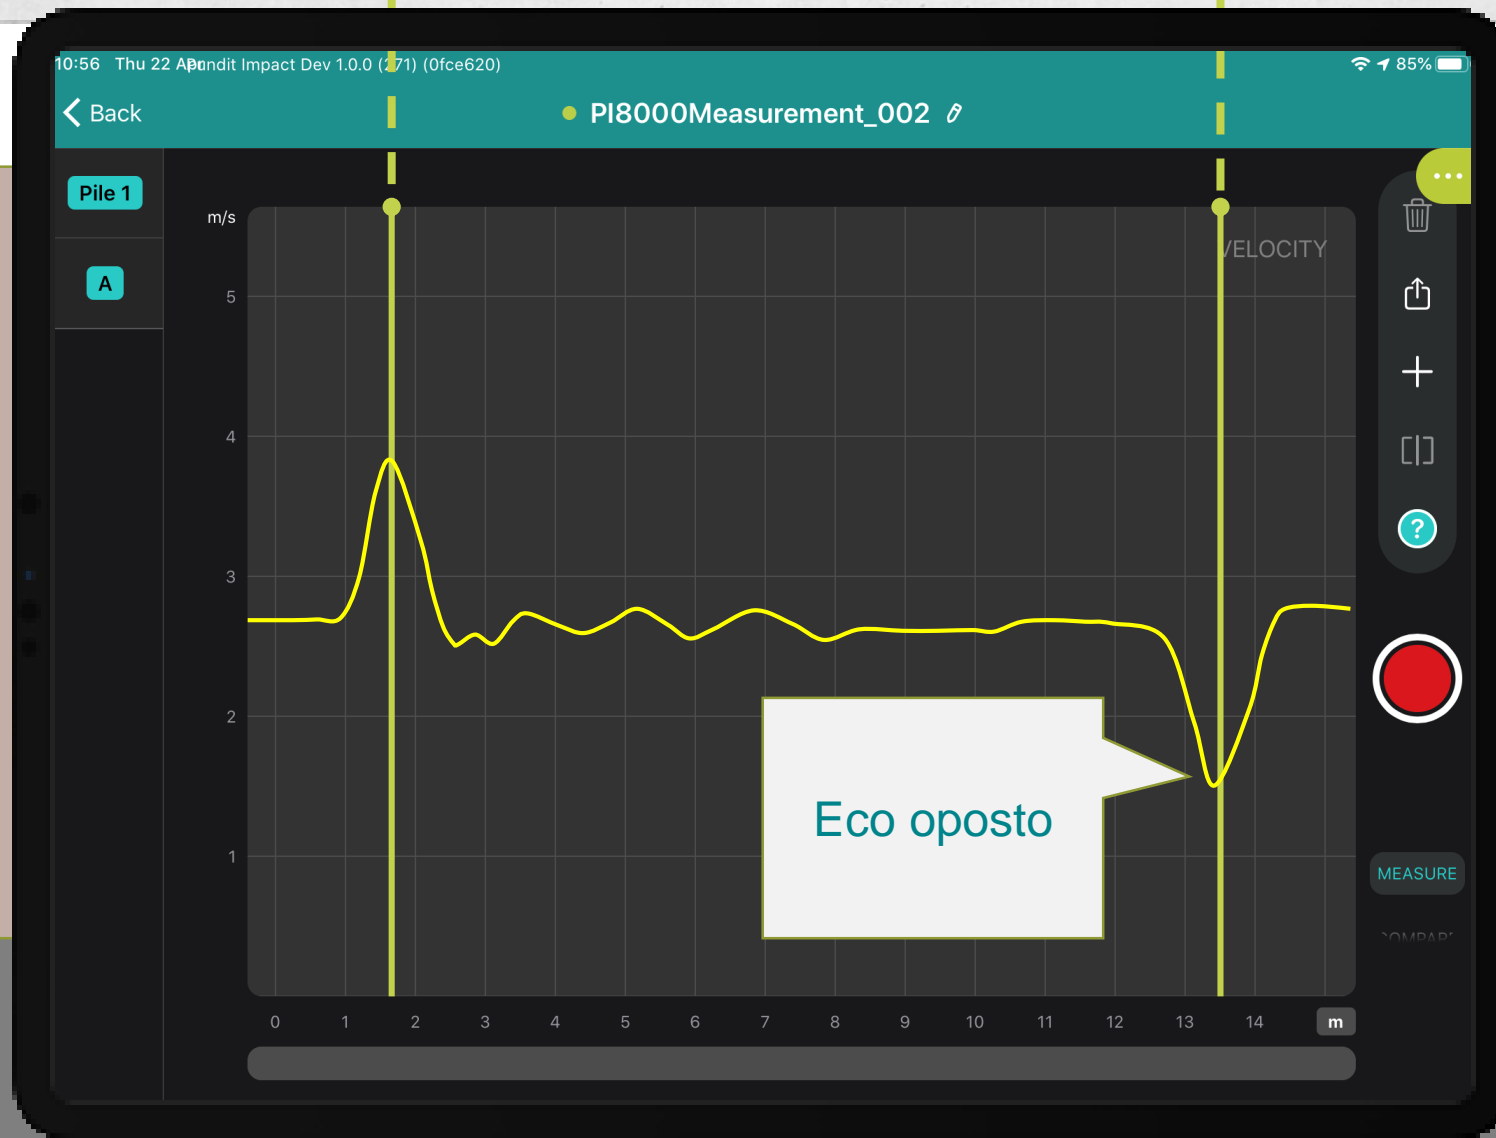 10:56 Thu 22 Apr Pundit Impact Dev 1.0.0 (271) (0fce620) 85%
Back
PI8000Measurement_002
Pile 1
A
m/s
VELOCITY
5
4
3
2
1
Eco oposto
0 1 2 3 4 5 6 7 8 9 10 11 12 13 14 m
?
MEASURE